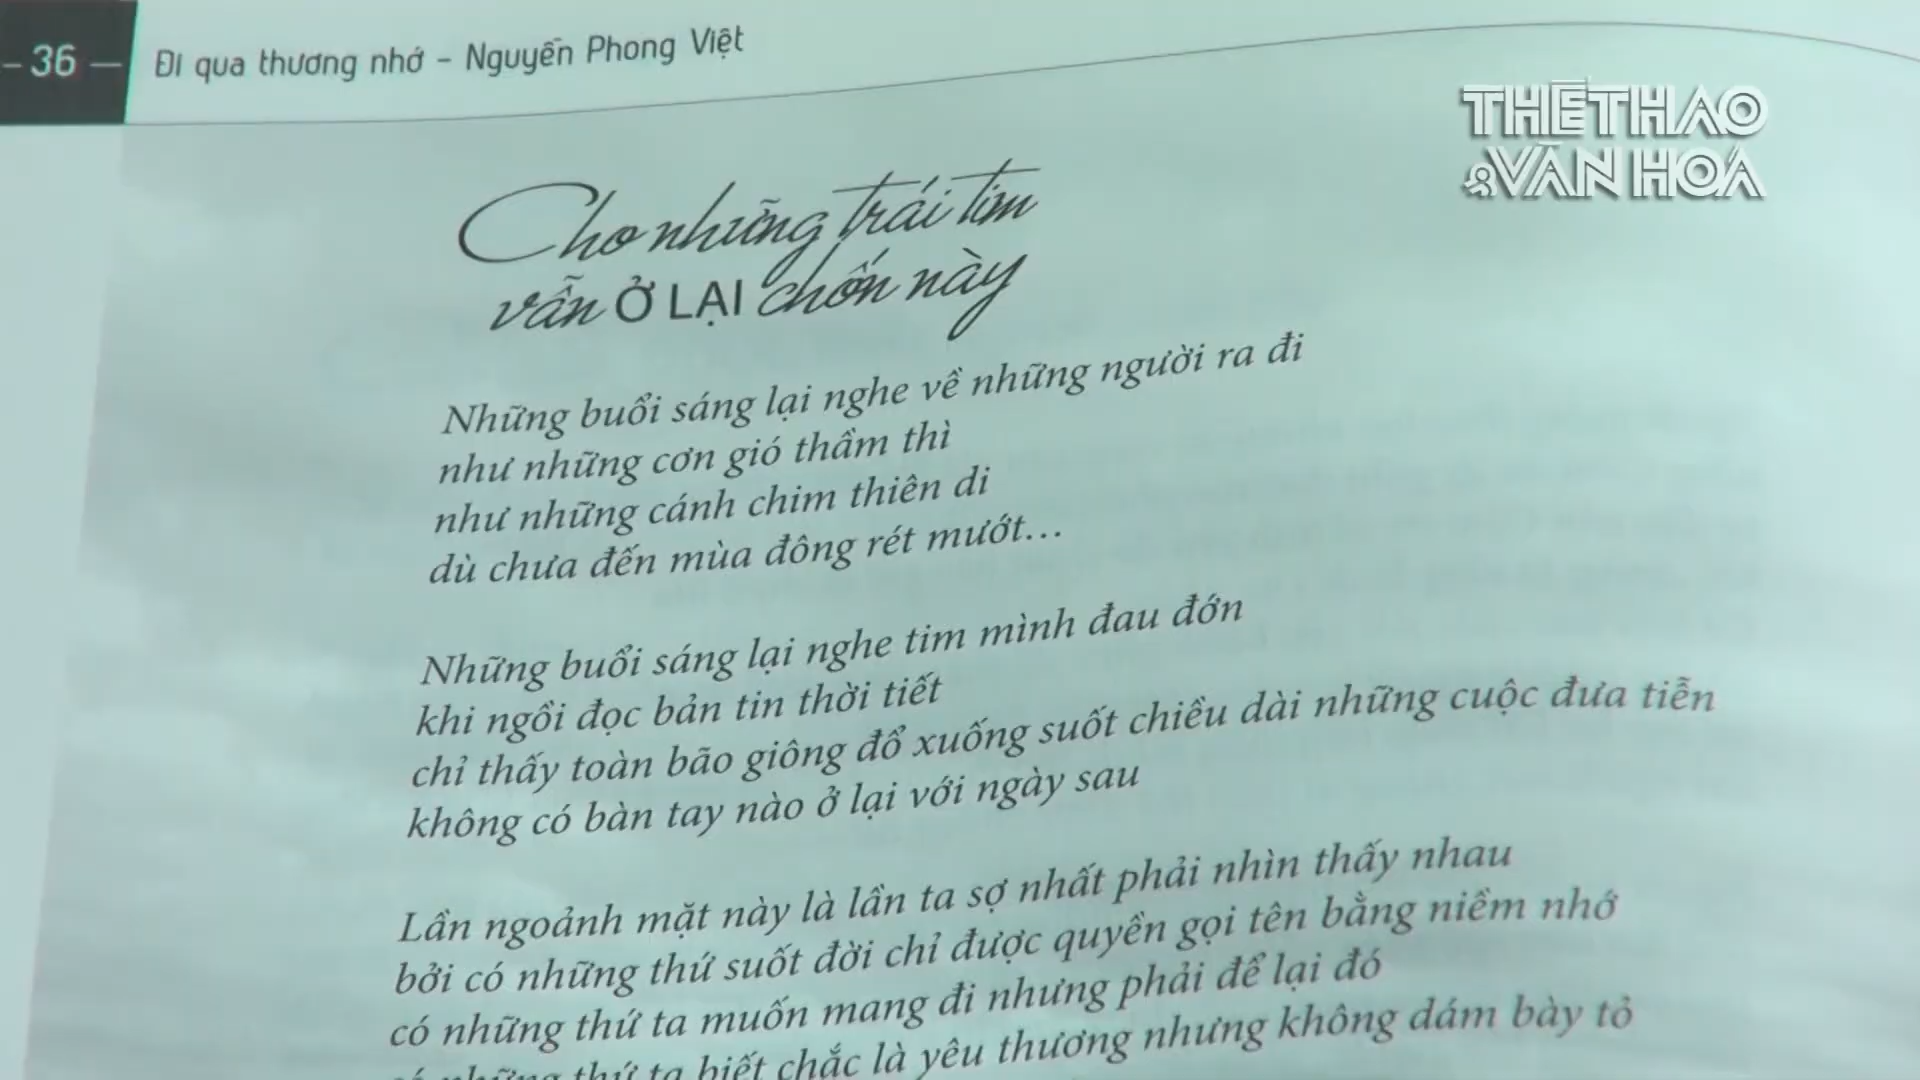 – 36 — Đi qua thương nhớ – Nguyễn Phong Việt
THỂ THAO
& VĂN HOÁ
Cho những trái tim
vẫn Ở LẠI chốn này
Những buổi sáng lại nghe về những người ra đi
như những cơn gió thầm thì
như những cánh chim thiên di
dù chưa đến mùa đông rét mướt...
Những buổi sáng lại nghe tim mình đau đớn
khi ngồi đọc bản tin thời tiết
chỉ thấy toàn bão giông đổ xuống suốt chiều dài những cuộc đưa tiễn
không có bàn tay nào ở lại với ngày sau
Lần ngoảnh mặt này là lần ta sợ nhất phải nhìn thấy nhau
bởi có những thứ suốt đời chỉ được quyền gọi tên bằng niềm nhớ
có những thứ ta muốn mang đi nhưng phải để lại đó
có những thứ ta biết chắc là yêu thương nhưng không dám bày tỏ